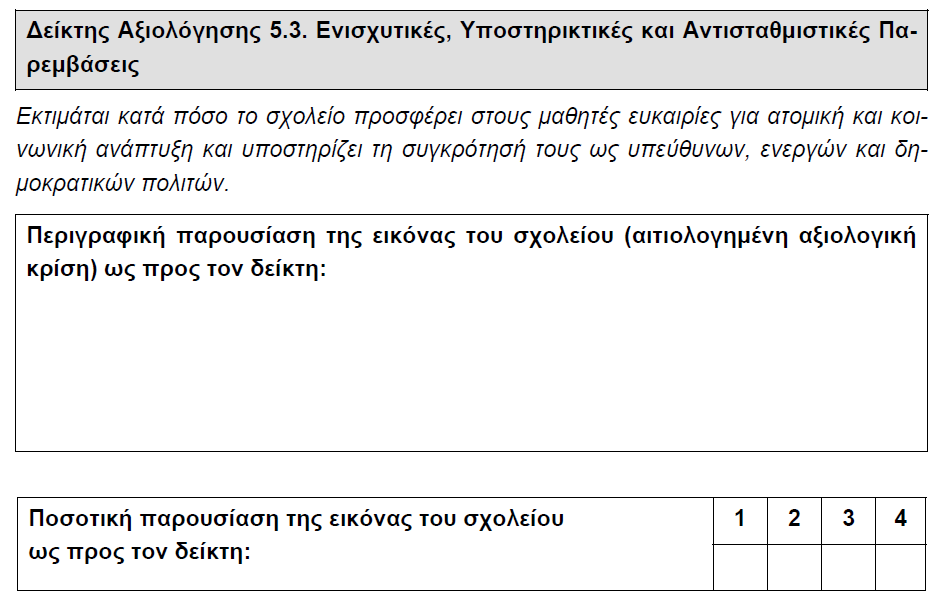 Δείκτης Αξιολόγησης 5.3. Ενισχυτικές, Υποστηρικτικές και Αντισταθμιστικές Πα-
ρεμβάσεις
Εκτιμάται κατά πόσο το σχολείο προσφέρει στους μαθητές ευκαιρίες για ατομική και κοι-
νωνική ανάπτυξη και υποστηρίζει τη συγκρότησή τους ως υπεύθυνων, ενεργών και δη-
μοκρατικών πολιτών.
Περιγραφική παρουσίαση της εικόνας του σχολείου (αιτιολογημένη αξιολογική
κρίση) ως προς τον δείκτη:
Ποσοτική παρουσίαση της εικόνας του σχολείου 1 2 3 4
ως προς τον δείκτη: